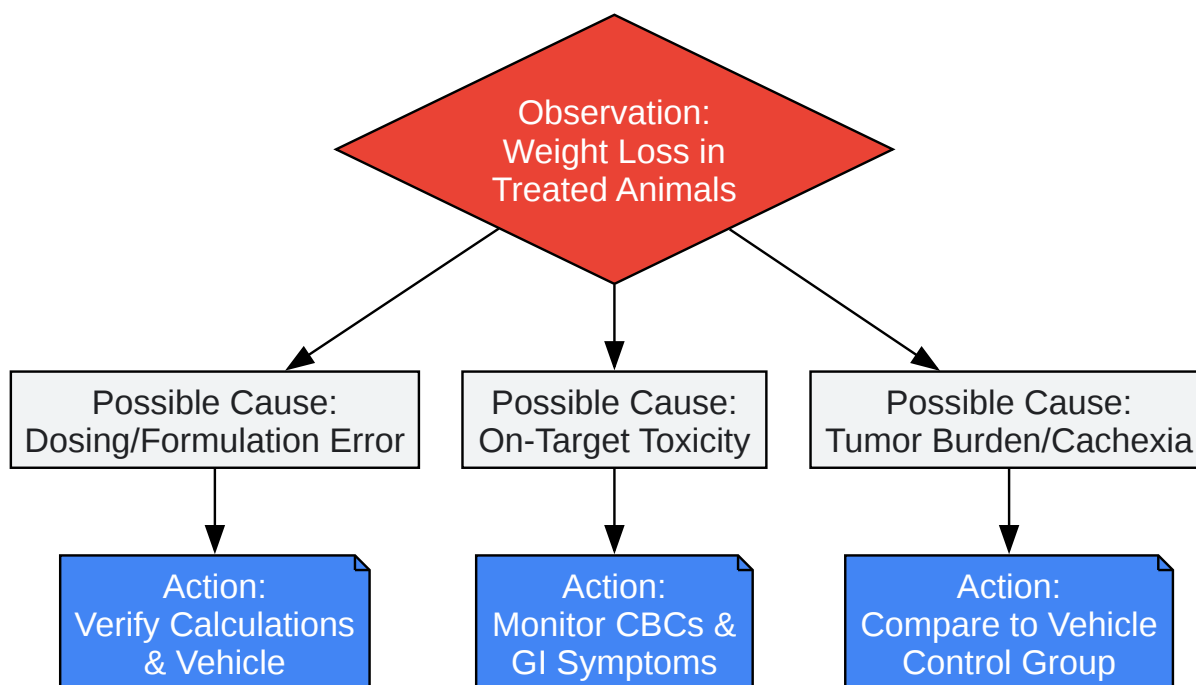 Observation:
Weight Loss in
Treated Animals
Possible Cause:
Dosing/Formulation Error
Possible Cause:
On-Target Toxicity
Possible Cause:
Tumor Burden/Cachexia
Action:
Verify Calculations
& Vehicle
Action:
Monitor CBCs &
GI Symptoms
Action:
Compare to Vehicle
Control Group